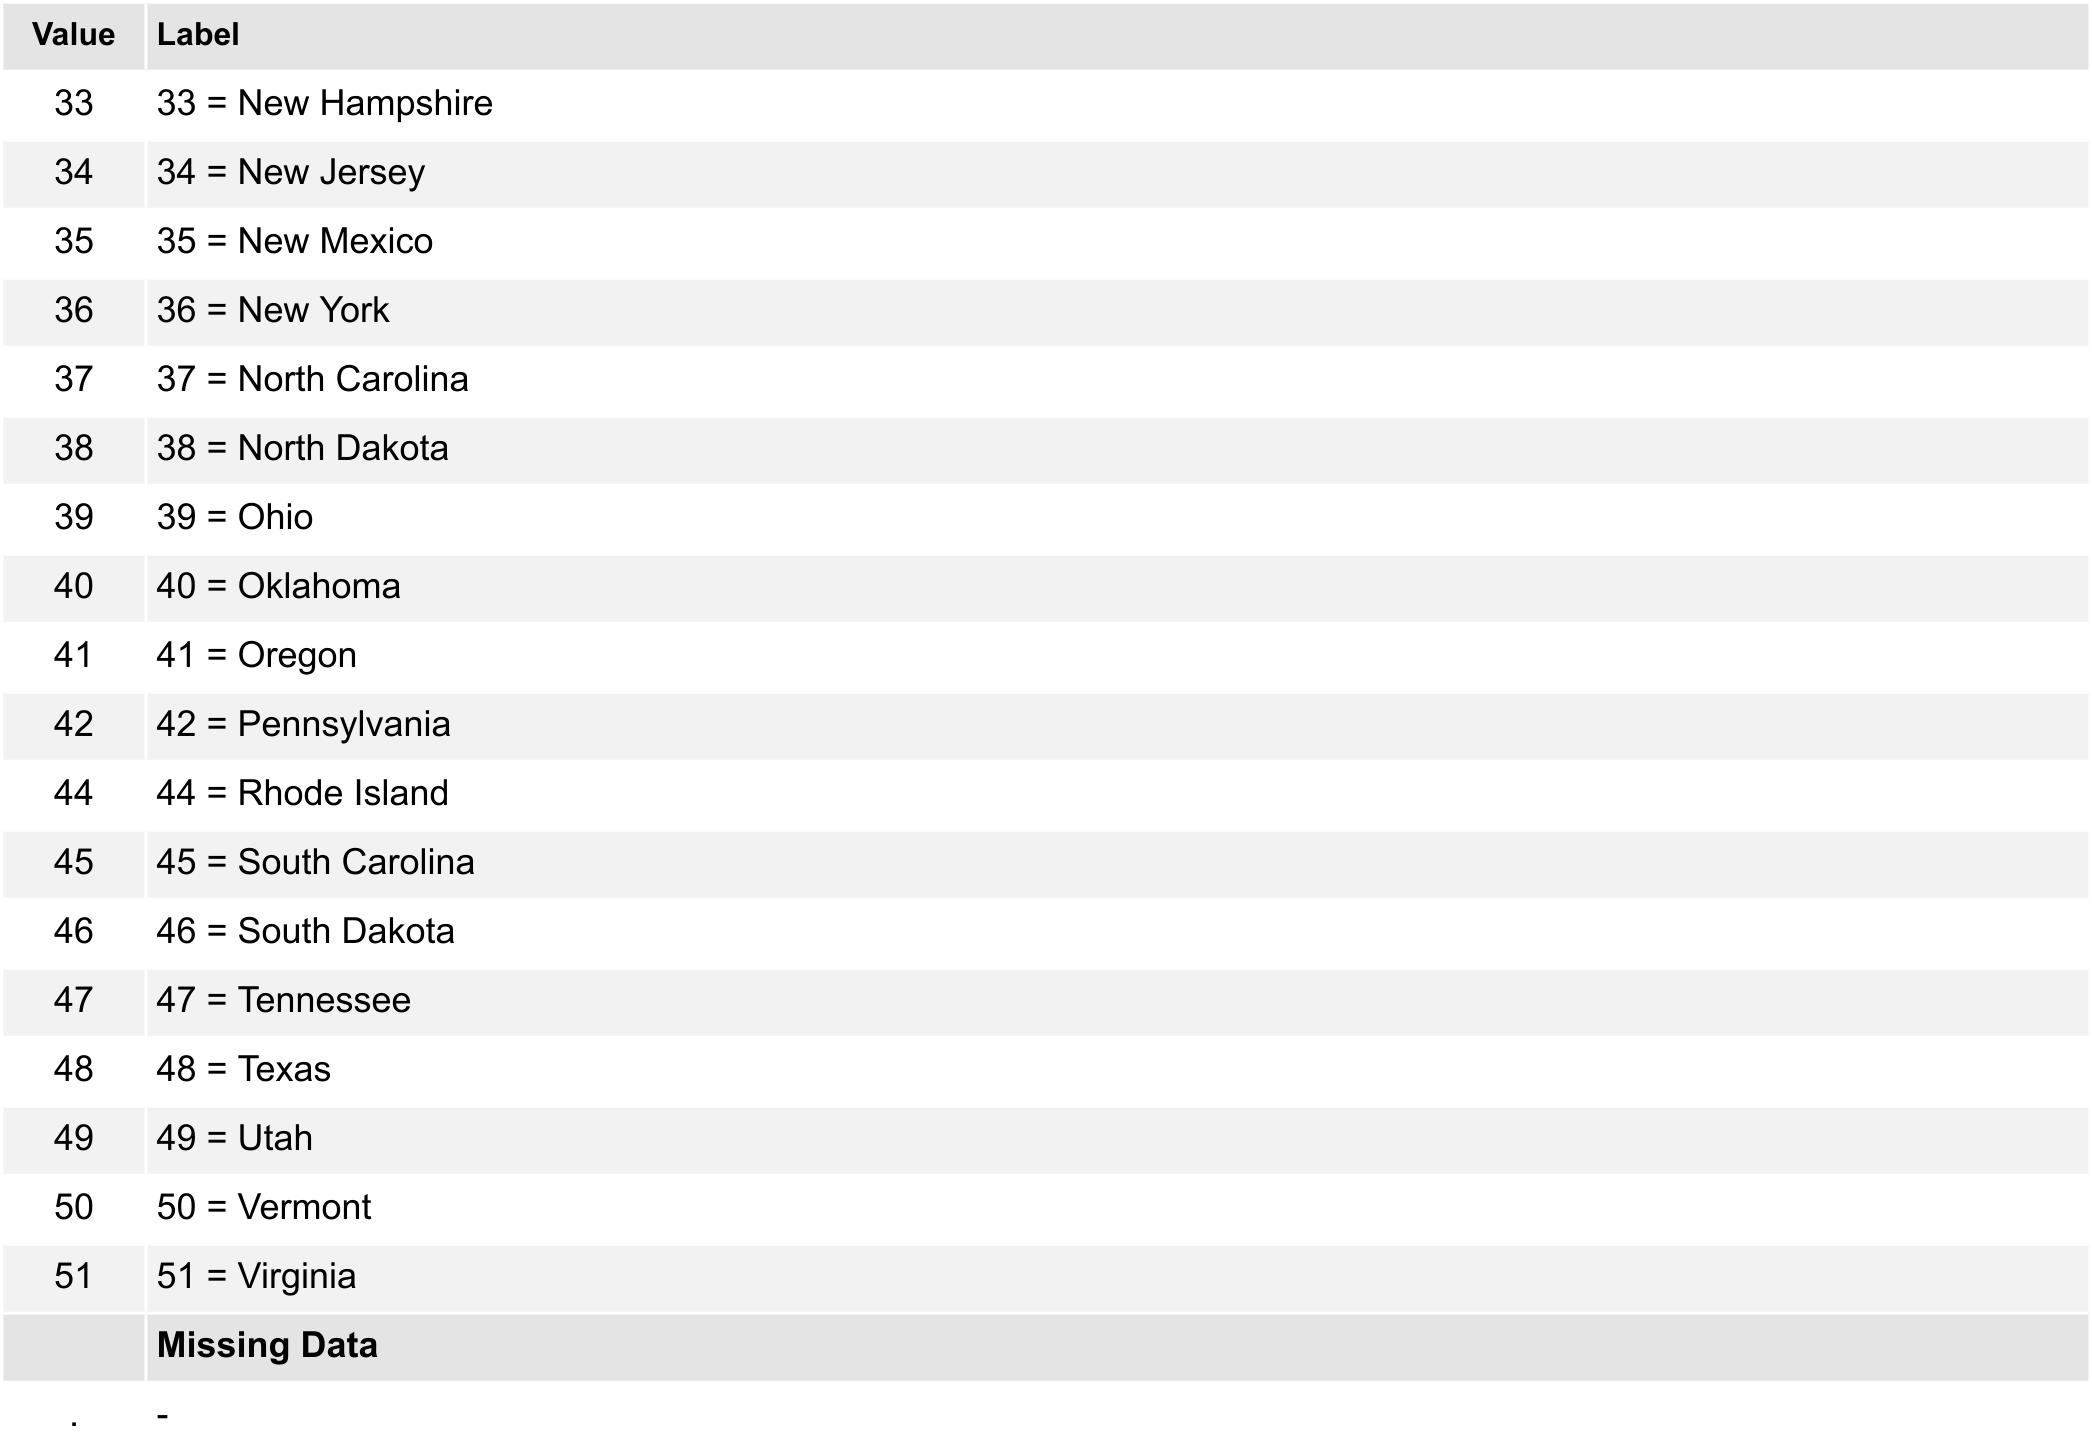 Value Label
33 33 = New Hampshire
34 34 = New Jersey
35 35 = New Mexico
36 36 = New York
37 37 = North Carolina
38 38 = North Dakota
39 39 = Ohio
40 40 = Oklahoma
41 41 = Oregon
42 42 = Pennsylvania
44 44 = Rhode Island
45 45 = South Carolina
46 46 = South Dakota
47 47 = Tennessee
48 48 = Texas
49 49 = Utah
50 50 = Vermont
51 51 = Virginia
Missing Data
. -